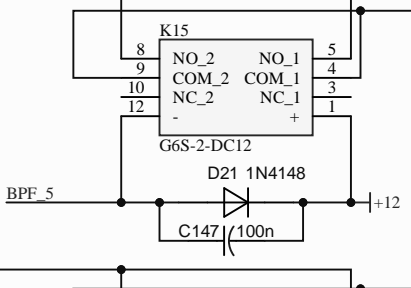 K15
8 NO_2 NO_1 5
9 COM_2 COM_1 4
10 NC_2 NC_1 3
12 - + 1
G6S-2-DC12
D21 1N4148
BPF_5 +12
C147 100n